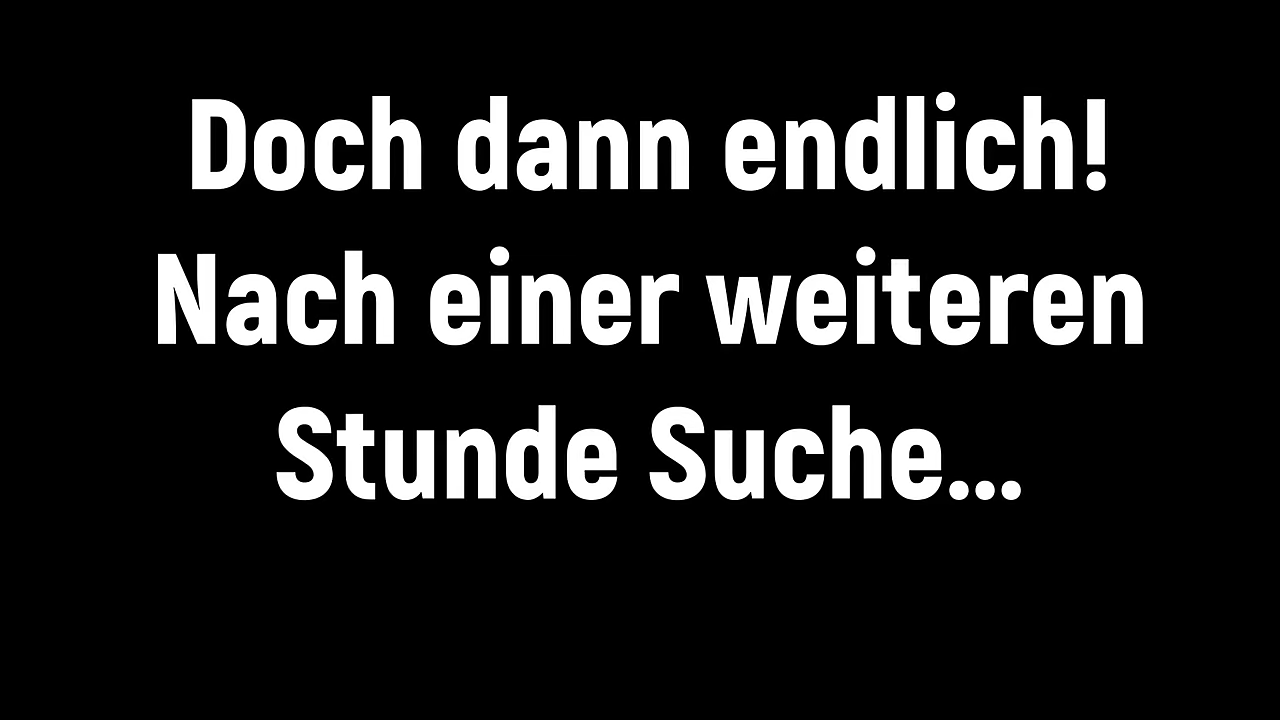 Doch dann endlich!
Nach einer weiteren
Stunde Suche...